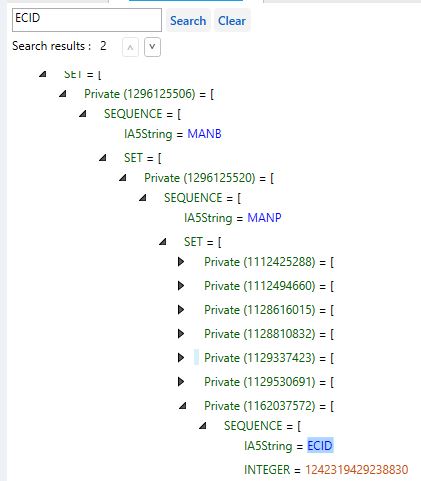 ECID Search Clear
Search results : 2
SET = [
Private (1296125506) = [
SEQUENCE = [
IA5String = MANB
SET = [
Private (1296125520) = [
SEQUENCE = [
IA5String = MANP
SET = [
Private (1112425288) = [
Private (1112494660) = [
Private (1128616015) = [
Private (1128810832) = [
Private (1129337423) = [
Private (1129530691) = [
Private (1162037572) = [
SEQUENCE = [
IA5String = ECID
INTEGER = 1242319429238830